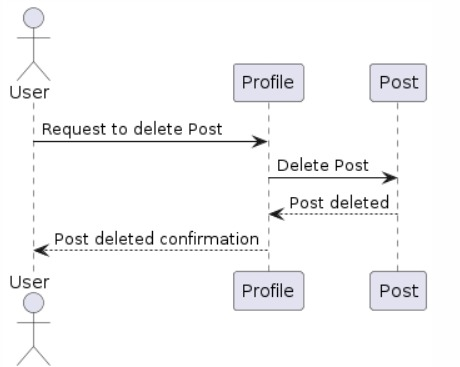 User
Profile
Post
Request to delete Post
Delete Post
Post deleted
Post deleted confirmation
User
Profile
Post